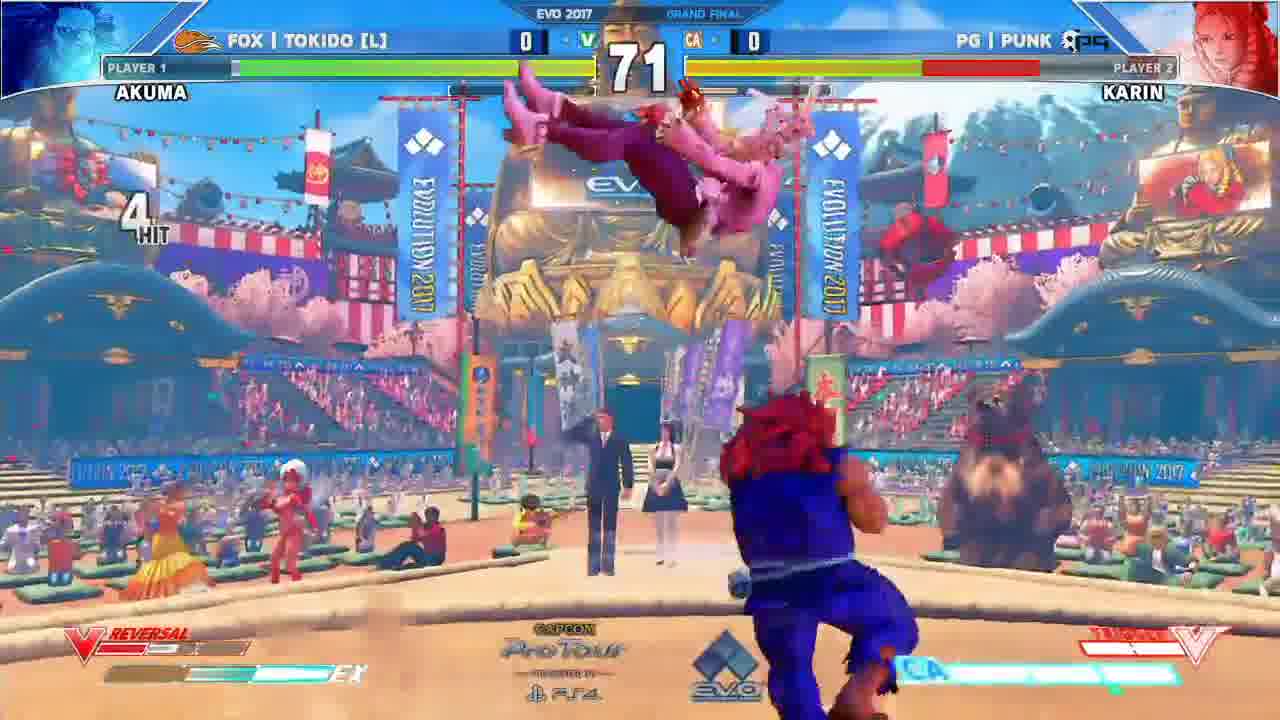 EVO 2017 GRAND FINAL
FOX | TOKIDO [L] 0 V 71 CA 0 PG | PUNK
PLAYER 1 PLAYER 2
AKUMA KARIN
4
HIT
EVOLUTION 2017
EVOLUTION 2017
REVERSAL
EX
CA
CAPCOM
Pro Tour
PS4
EVO